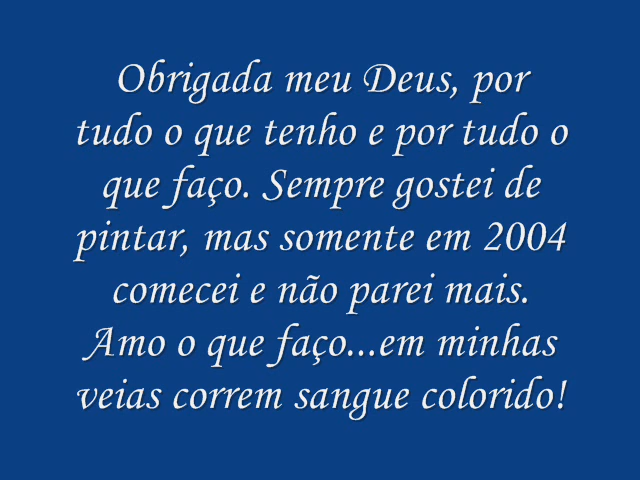 Obrigada meu Deus, por
tudo o que tenho e por tudo o
que faço. Sempre gostei de
pintar, mas somente em 2004
comecei e não parei mais.
Amo o que faço...em minhas
veias correm sangue colorido!